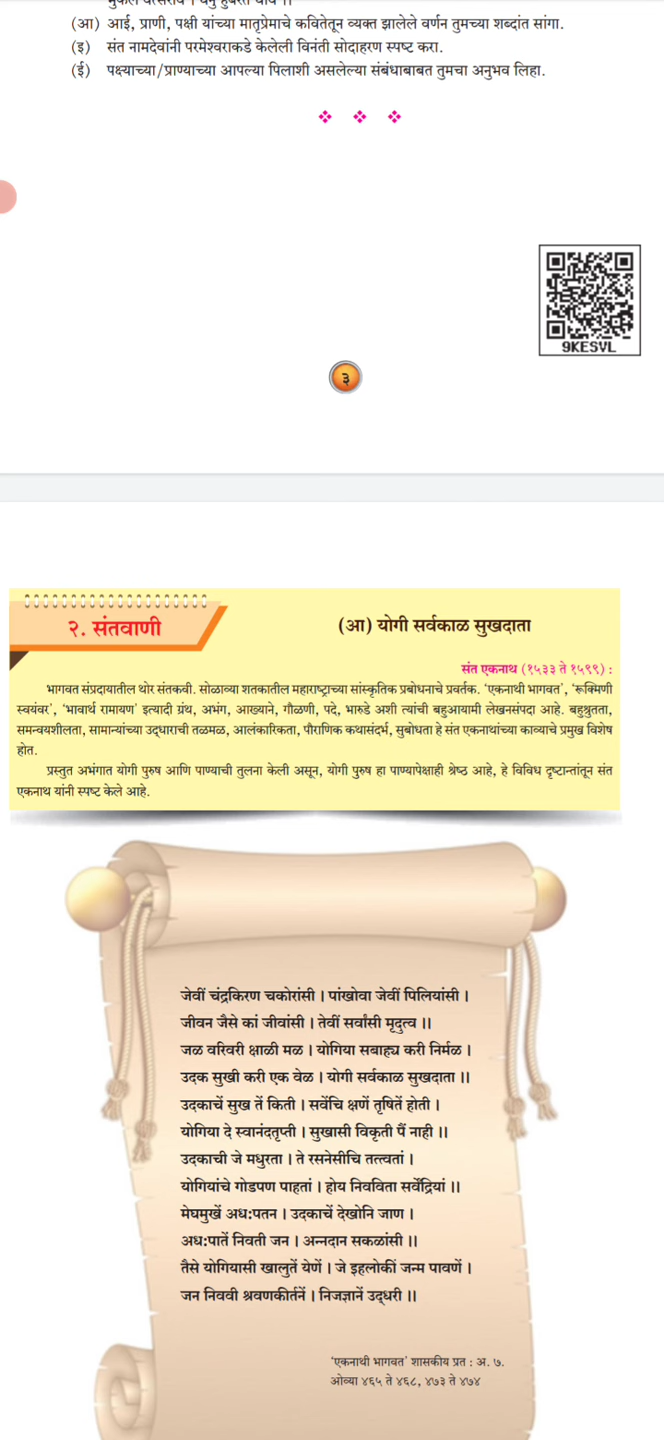 (आ) आई, प्राणी, पक्षी यांच्या मातृप्रेमाचे कवितेतून व्यक्त झालेले वर्णन तुमच्या शब्दांत सांगा.
(इ) संत नामदेवांनी परमेश्वराकडे केलेली विनंती सोदाहरण स्पष्ट करा.
(ई) पक्ष्याच्या/प्राण्याच्या आपल्या पिलाशी असलेल्या संबंधाबाबत तुमचा अनुभव लिहा.
9KESVL
३
२. संतवाणी
(आ) योगी सर्वकाळ सुखदाता
संत एकनाथ (१५३३ ते १५९९) :
भागवत संप्रदायातील थोर संतकवी. सोळाव्या शतकातील महाराष्ट्राच्या सांस्कृतिक प्रबोधनाचे प्रवर्तक. ‘एकनाथी भागवत’, ‘रूक्मिणी
स्वयंवर’, ‘भावार्थ रामायण’ इत्यादी ग्रंथ, अभंग, आख्याने, गौळणी, पदे, भारुडे अशी त्यांची बहुआयामी लेखनसंपदा आहे. बहुश्रुतता,
समन्वयशीलता, सामान्यांच्या उद्धाराची तळमळ, आलंकारिकता, पौराणिक कथासंदर्भ, सुबोधता हे संत एकनाथांच्या काव्याचे प्रमुख विशेष
होत.
प्रस्तुत अभंगात योगी पुरुष आणि पाण्याची तुलना केली असून, योगी पुरुष हा पाण्यापेक्षाही श्रेष्ठ आहे, हे विविध दृष्टान्तांतून संत
एकनाथ यांनी स्पष्ट केले आहे.
जेवीं चंद्रकिरण चकोरांसी । पांखोवा जेवीं पिलियांसी ।
जीवन जैसे कां जीवांसी । तेवीं सर्वांसी मृदुत्व ।।
जळ वरिवरी क्षाळी मळ । योगिया सबाह्य करी निर्मळ ।
उदक सुखी करी एक वेळ । योगी सर्वकाळ सुखदाता ।।
उदकाचें सुख तें किती । सवेंचि क्षणें तृषितें होती ।
योगिया दे स्वानंदतृप्ती । सुखासी विकृती पैं नाही ।।
उदकाची जे मधुरता । ते रसनेसीचि तत्त्वतां ।
योगियांचे गोडपण पाहतां । होय निवविता सर्वेंद्रियां ।।
मेघमुखें अध:पतन । उदकाचें देखोनि जाण ।
अध:पातें निवती जन । अन्नदान सकळांसी ।।
तैसे योगियासी खालुतें येणें । जे इहलोकीं जन्म पावणें ।
जन निववी श्रवणकीर्तनें । निजज्ञानें उद्धरी ।।
‘एकनाथी भागवत’ शासकीय प्रत : अ. ७.
ओव्या ४६५ ते ४६८, ४७३ ते ४७४